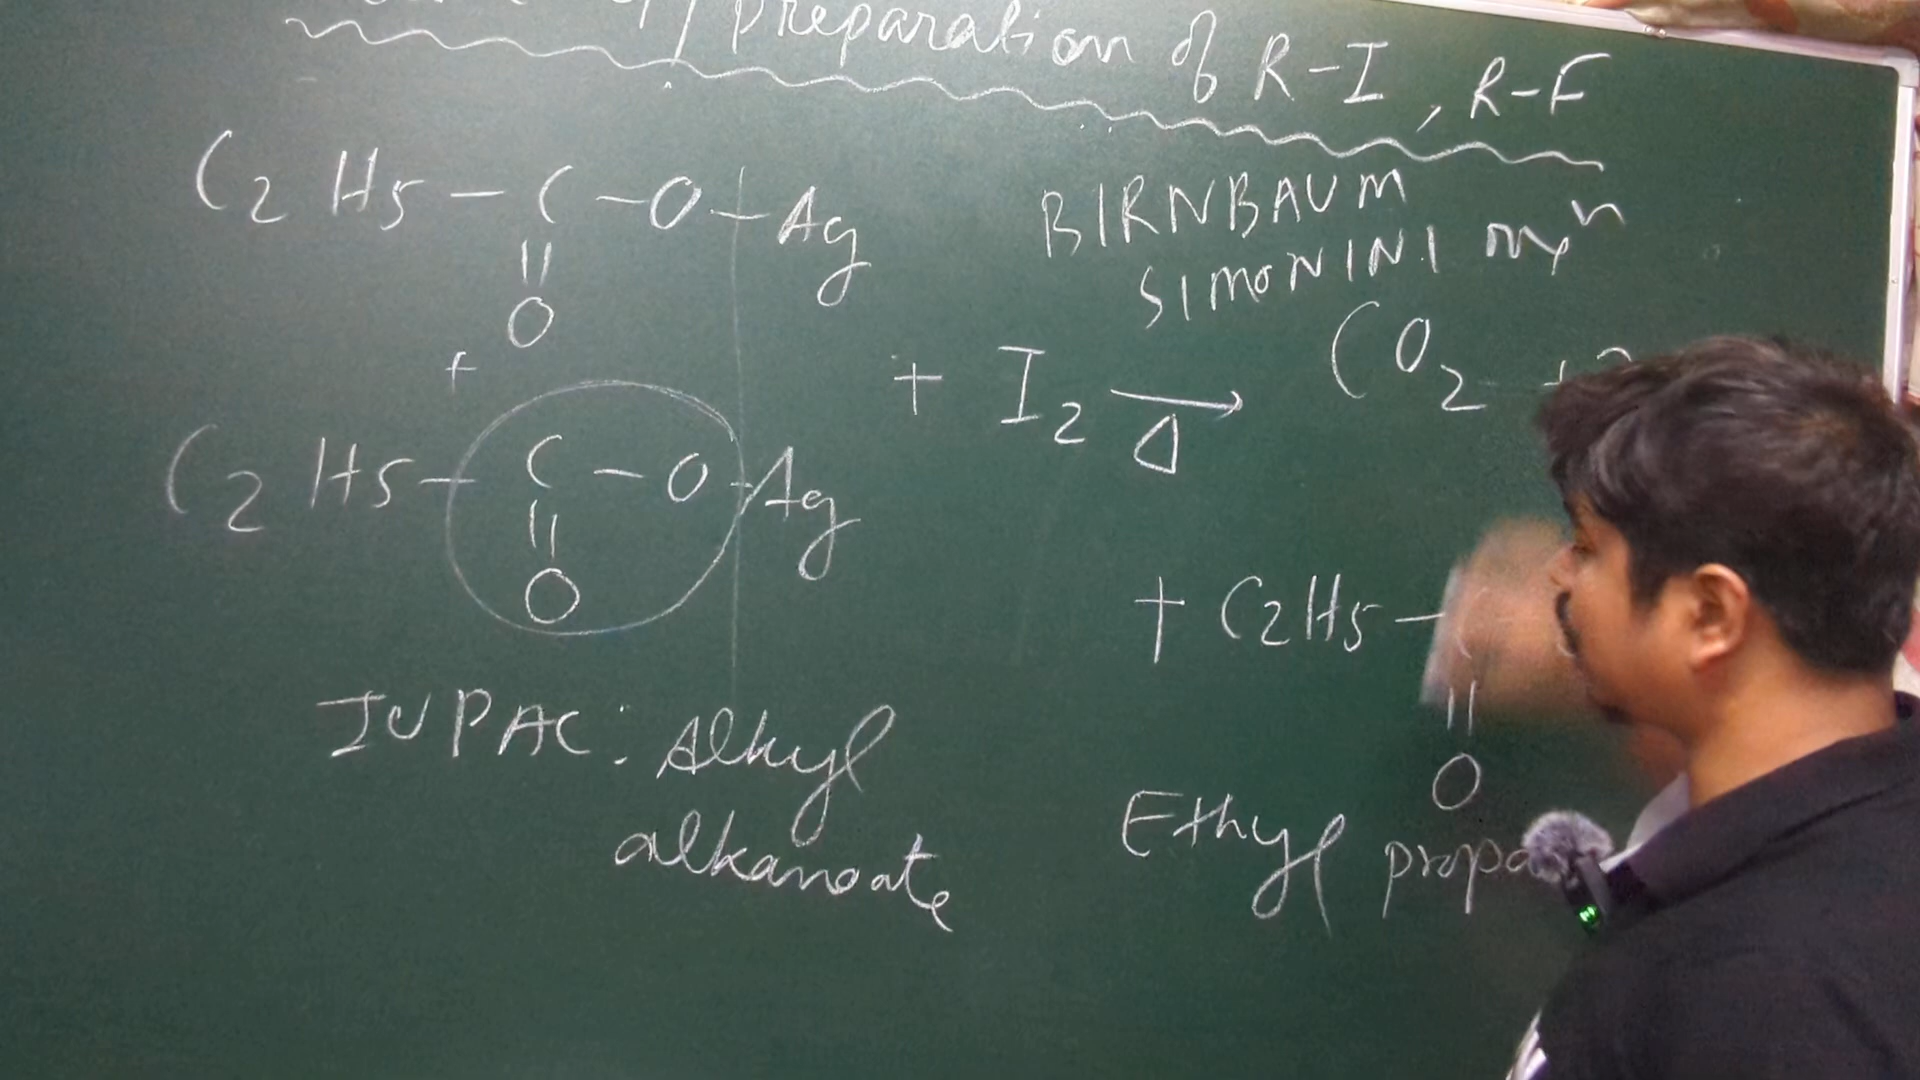 preparation of R-I, R-F
C2H5-C-O-Ag
||
O
BIRNBAUM
SIMONINI rxn
+
C2H5-C-O-Ag
||
O
+ I2 → CO2 +
Δ
+ C2H5-
||
O
IUPAC: Alkyl
alkanoate
Ethyl propa